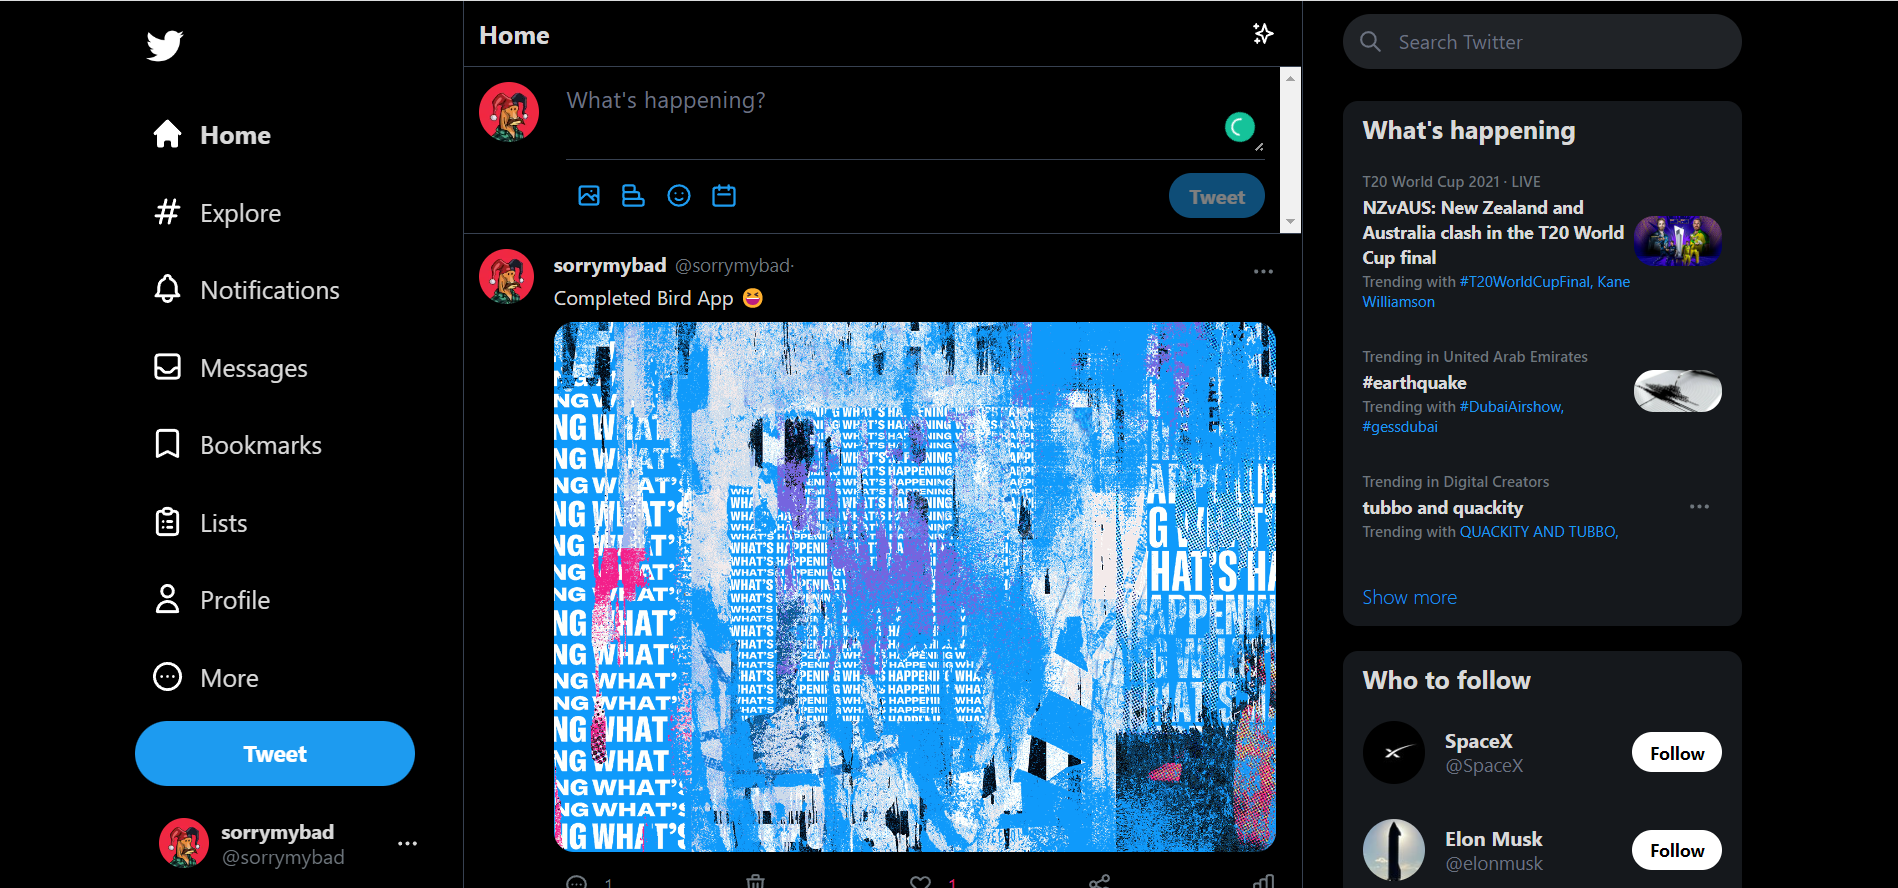 Home
Explore
Notifications
Messages
Bookmarks
Lists
Profile
More
Tweet
sorrymybad
@sorrymybad
Home
What's happening?
Tweet
sorrymybad @sorrymybad·
Completed Bird App 😆
NG WHAT'S
WHAT'S HAPPENING
1
1
Search Twitter
What's happening
T20 World Cup 2021 · LIVE
NZvAUS: New Zealand and
Australia clash in the T20 World
Cup final
Trending with #T20WorldCupFinal, Kane
Williamson
Trending in United Arab Emirates
#earthquake
Trending with #DubaiAirshow,
#gessdubai
Trending in Digital Creators
tubbo and quackity
Trending with QUACKITY AND TUBBO,
Show more
Who to follow
SpaceX
@SpaceX
Follow
Elon Musk
@elonmusk
Follow